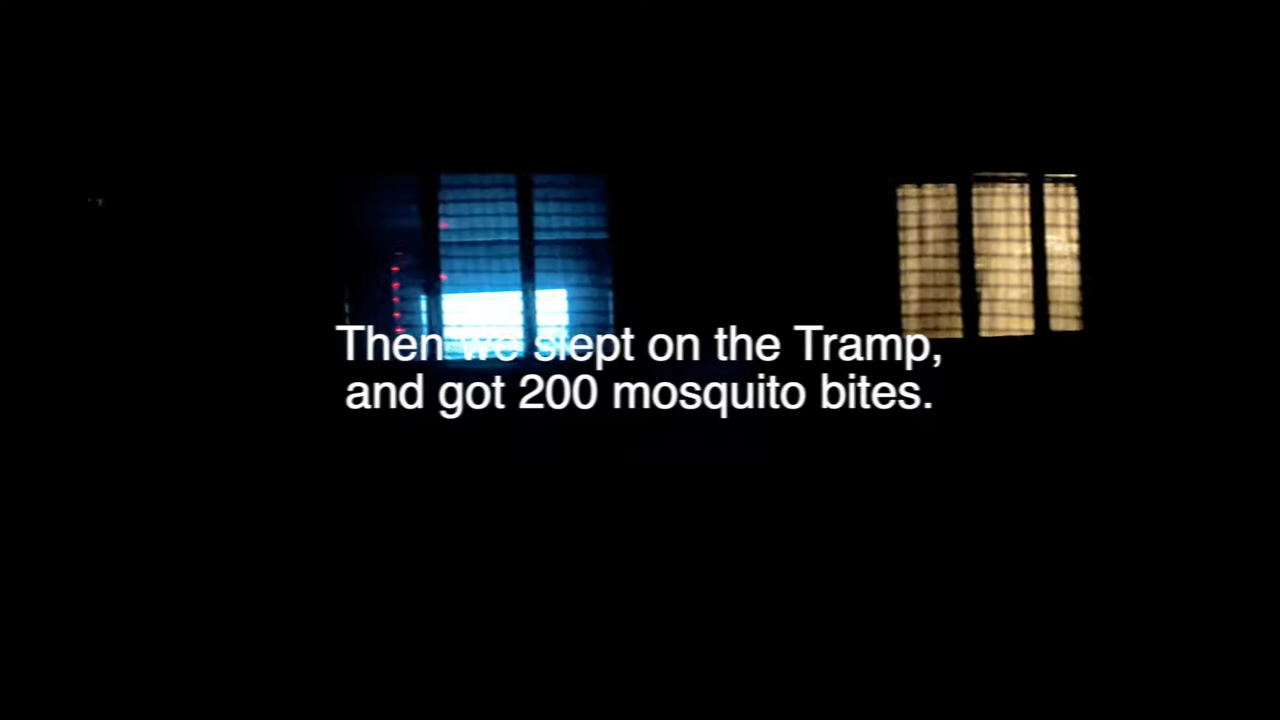 Then we slept on the Tramp,
and got 200 mosquito bites.